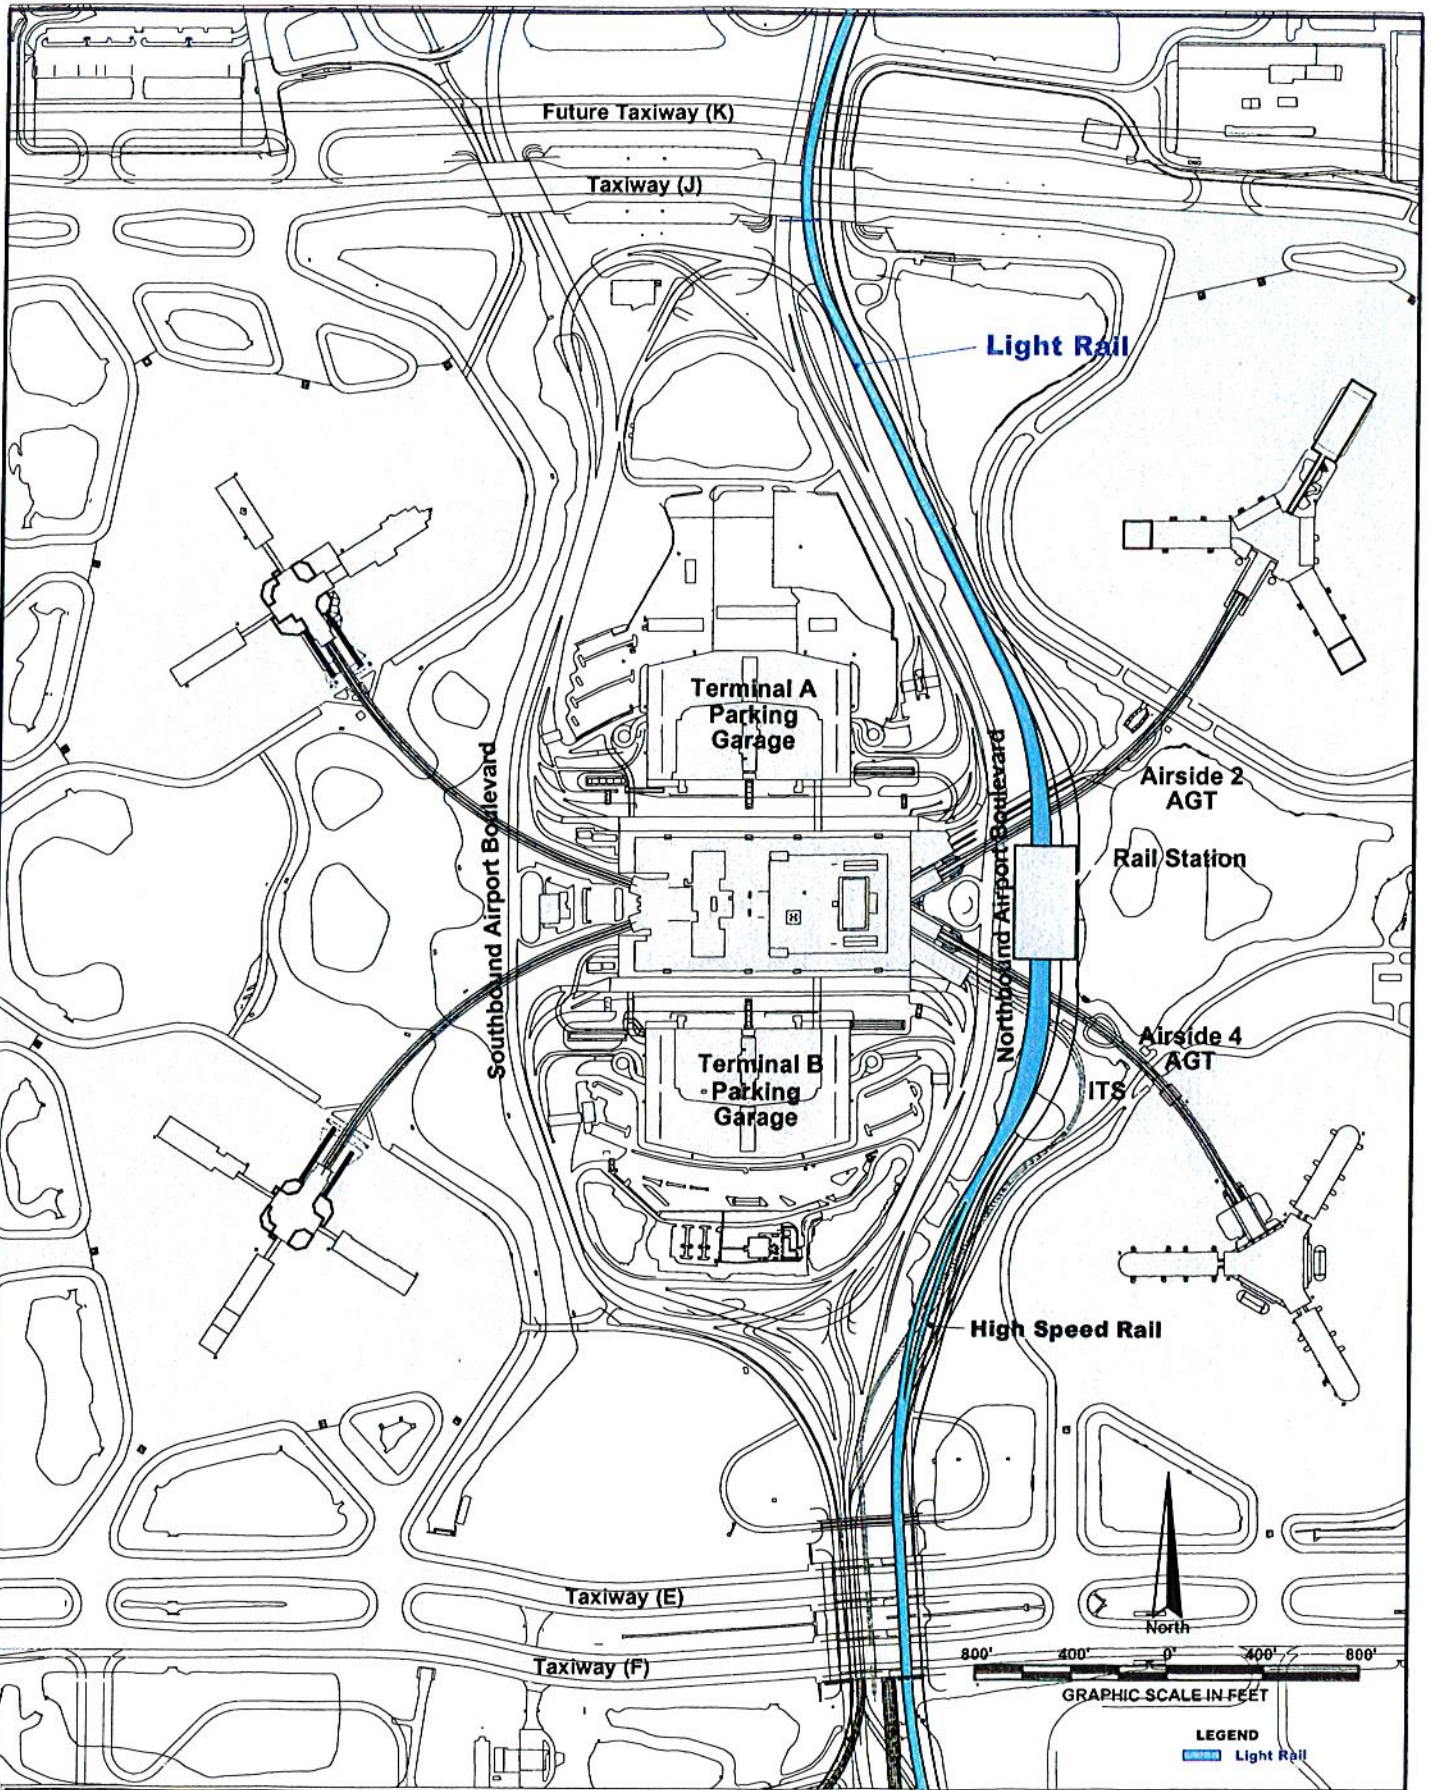 Future Taxiway (K)
Taxiway (J)
Light Rail
Terminal A
Parking
Garage
Southbound Airport Boulevard
Northbound Airport Boulevard
Airside 2
AGT
Rail Station
Airside 4
AGT
ITS
Terminal B
Parking
Garage
High Speed Rail
Taxiway (E)
Taxiway (F)
North
800' 400' 0' 400' 800'
GRAPHIC SCALE IN FEET
LEGEND
Light Rail